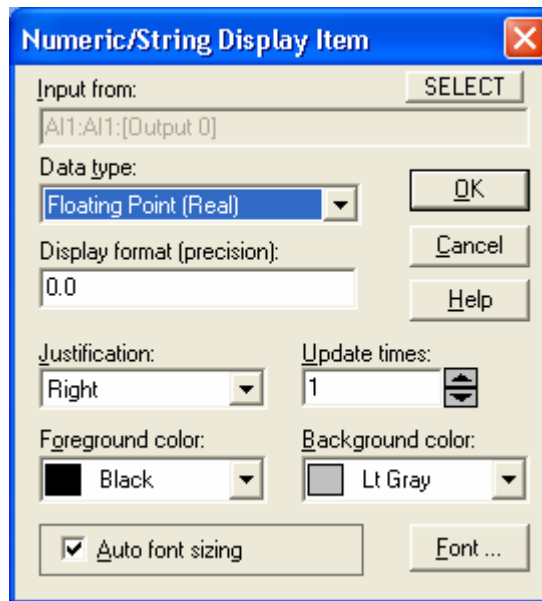 Numeric/String Display Item
Input from:
SELECT
AI1:AI1:[Output 0]
Data type:
Floating Point (Real)
OK
Display format (precision):
Cancel
0.0
Help
Justification:
Update times:
Right
1
Foreground color:
Background color:
Black
Lt Gray
Auto font sizing
Font ...